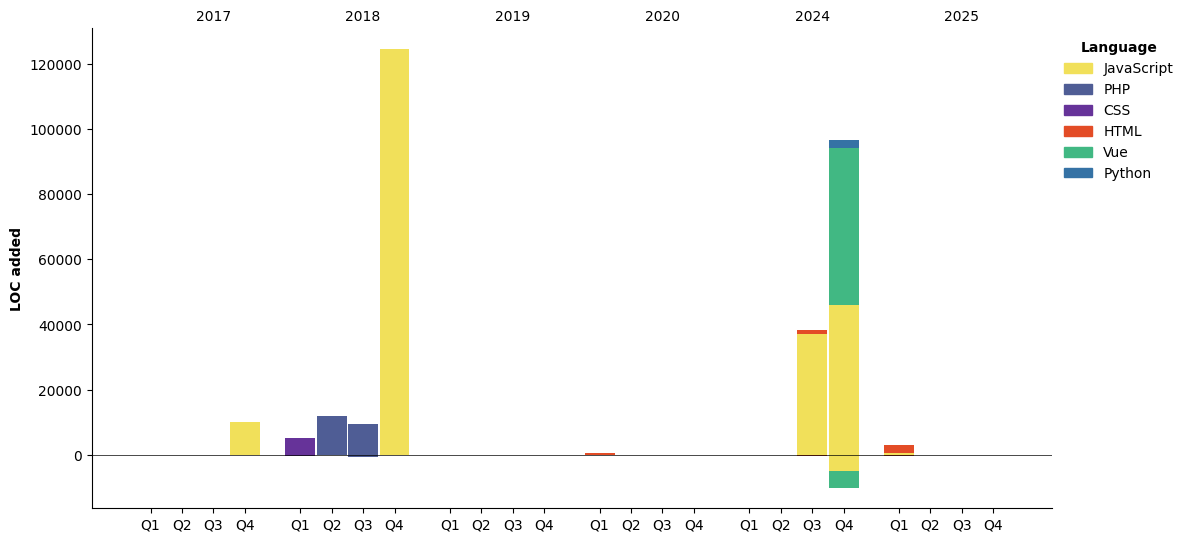 2017 2018 2019 2020 2024 2025
LOC added
120000
100000
80000
60000
40000
20000
0
Q1 Q2 Q3 Q4 Q1 Q2 Q3 Q4 Q1 Q2 Q3 Q4 Q1 Q2 Q3 Q4 Q1 Q2 Q3 Q4 Q1 Q2 Q3 Q4
Language
JavaScript
PHP
CSS
HTML
Vue
Python